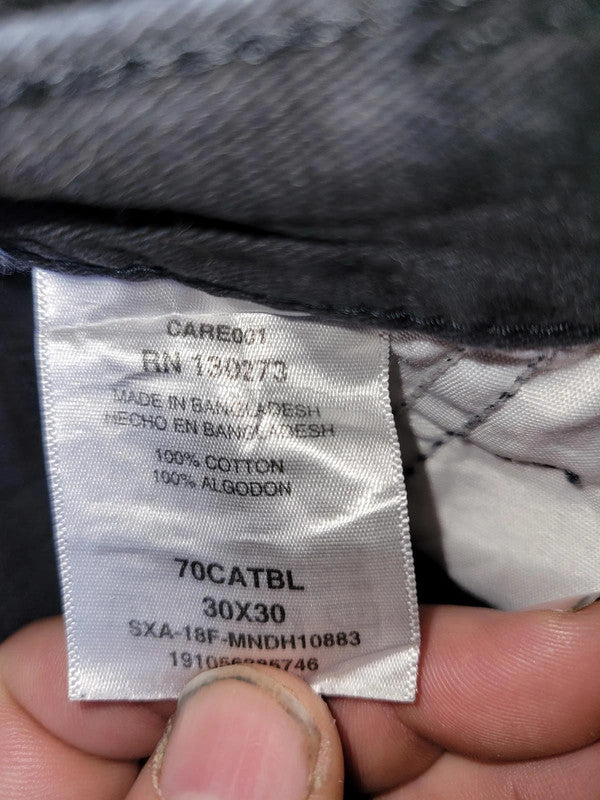 CARE001
RN 130273
MADE IN BANGLADESH
HECHO EN BANGLADESH
100% COTTON
100% ALGODON
70CATBL
30X30
SXA-18F-MNDH10883